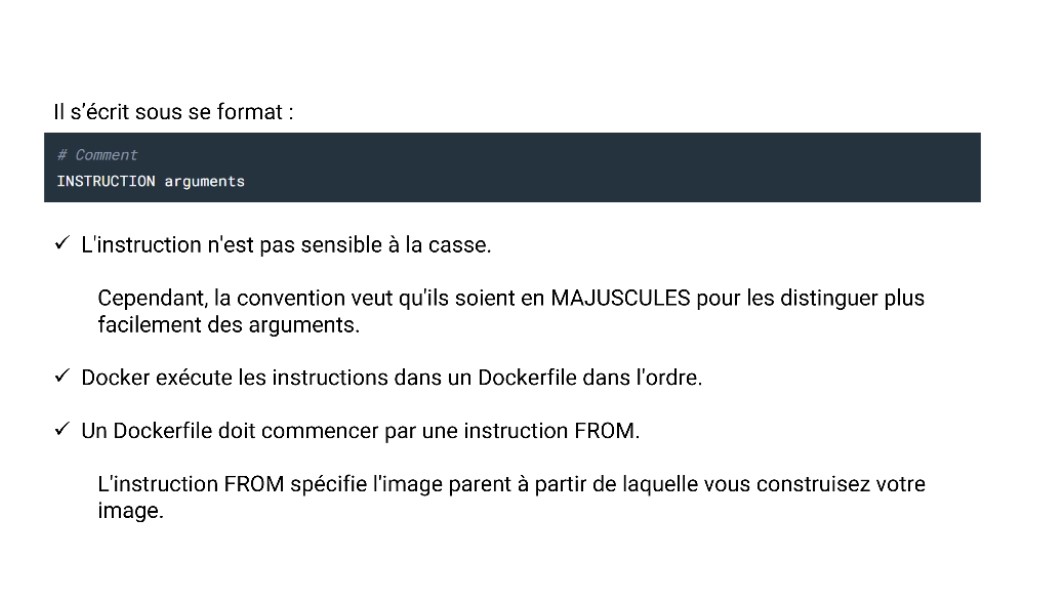 Il s’écrit sous se format :
# Comment
INSTRUCTION arguments
✓ L'instruction n'est pas sensible à la casse.
Cependant, la convention veut qu'ils soient en MAJUSCULES pour les distinguer plus
facilement des arguments.
✓ Docker exécute les instructions dans un Dockerfile dans l'ordre.
✓ Un Dockerfile doit commencer par une instruction FROM.
L'instruction FROM spécifie l'image parent à partir de laquelle vous construisez votre
image.